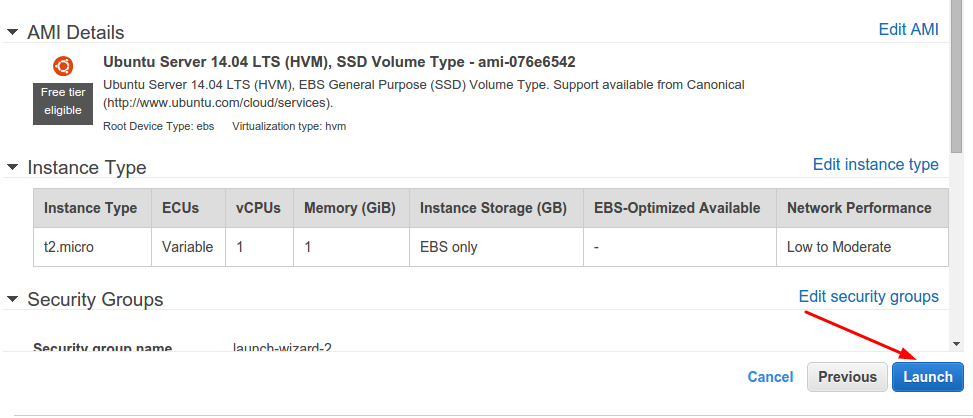 AMI Details
Edit AMI
Free tier
eligible
Ubuntu Server 14.04 LTS (HVM), SSD Volume Type - ami-076e6542
Ubuntu Server 14.04 LTS (HVM), EBS General Purpose (SSD) Volume Type. Support available from Canonical
(http://www.ubuntu.com/cloud/services).
Root Device Type: ebs Virtualization type: hvm
Instance Type
Edit instance type
Instance Type ECUs vCPUs Memory (GiB) Instance Storage (GB) EBS-Optimized Available Network Performance
t2.micro Variable 1 1 EBS only - Low to Moderate
Security Groups
Edit security groups
Security group name launch-wizard-2
Cancel Previous Launch